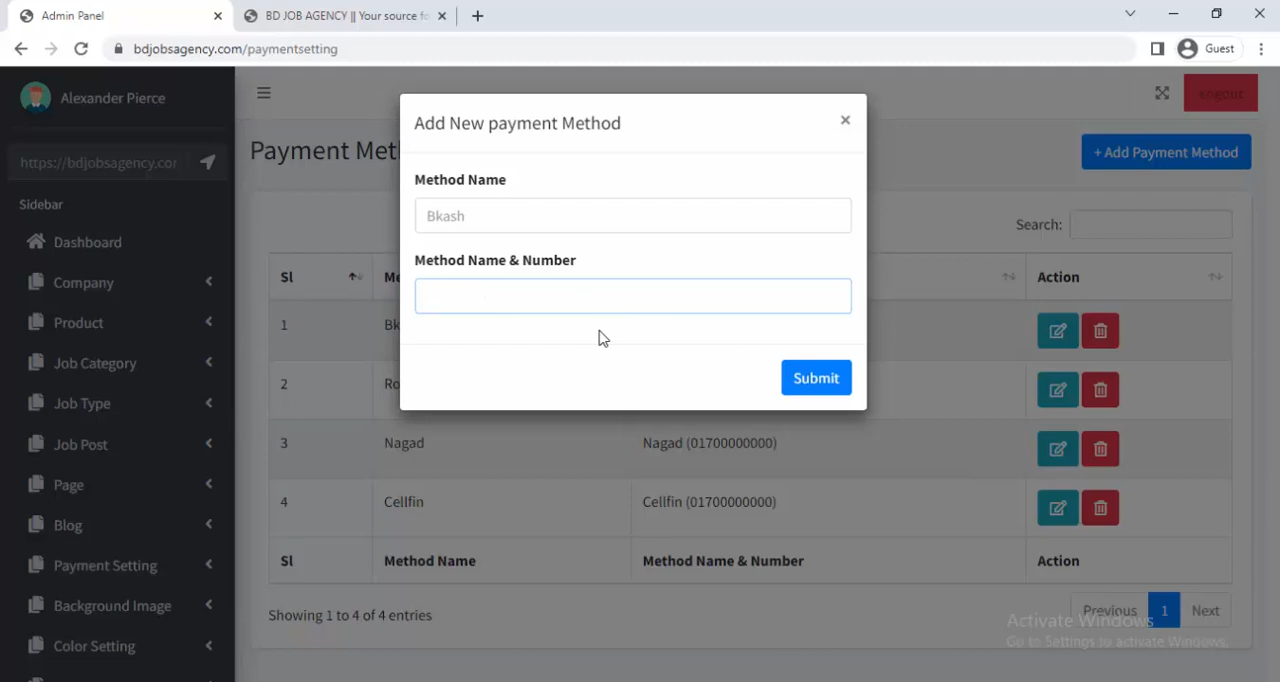 Admin Panel
BD JOB AGENCY || Your source fo
bdjobsagency.com/paymentsetting
Guest
Alexander Pierce
https://bdjobsagency.cor
Sidebar
Dashboard
Company
Product
Job Category
Job Type
Job Post
Page
Blog
Payment Setting
Background Image
Color Setting
Logout
Payment Met
+ Add Payment Method
Search:
Add New payment Method
×
Method Name
Bkash
Method Name & Number
Submit
Sl Me Action
1 Bk
2 Ro
3 Nagad Nagad (01700000000)
4 Cellfin Cellfin (01700000000)
Sl Method Name Method Name & Number Action
Showing 1 to 4 of 4 entries
Previous 1 Next
Activate Windows
Go to Settings to activate Windows.